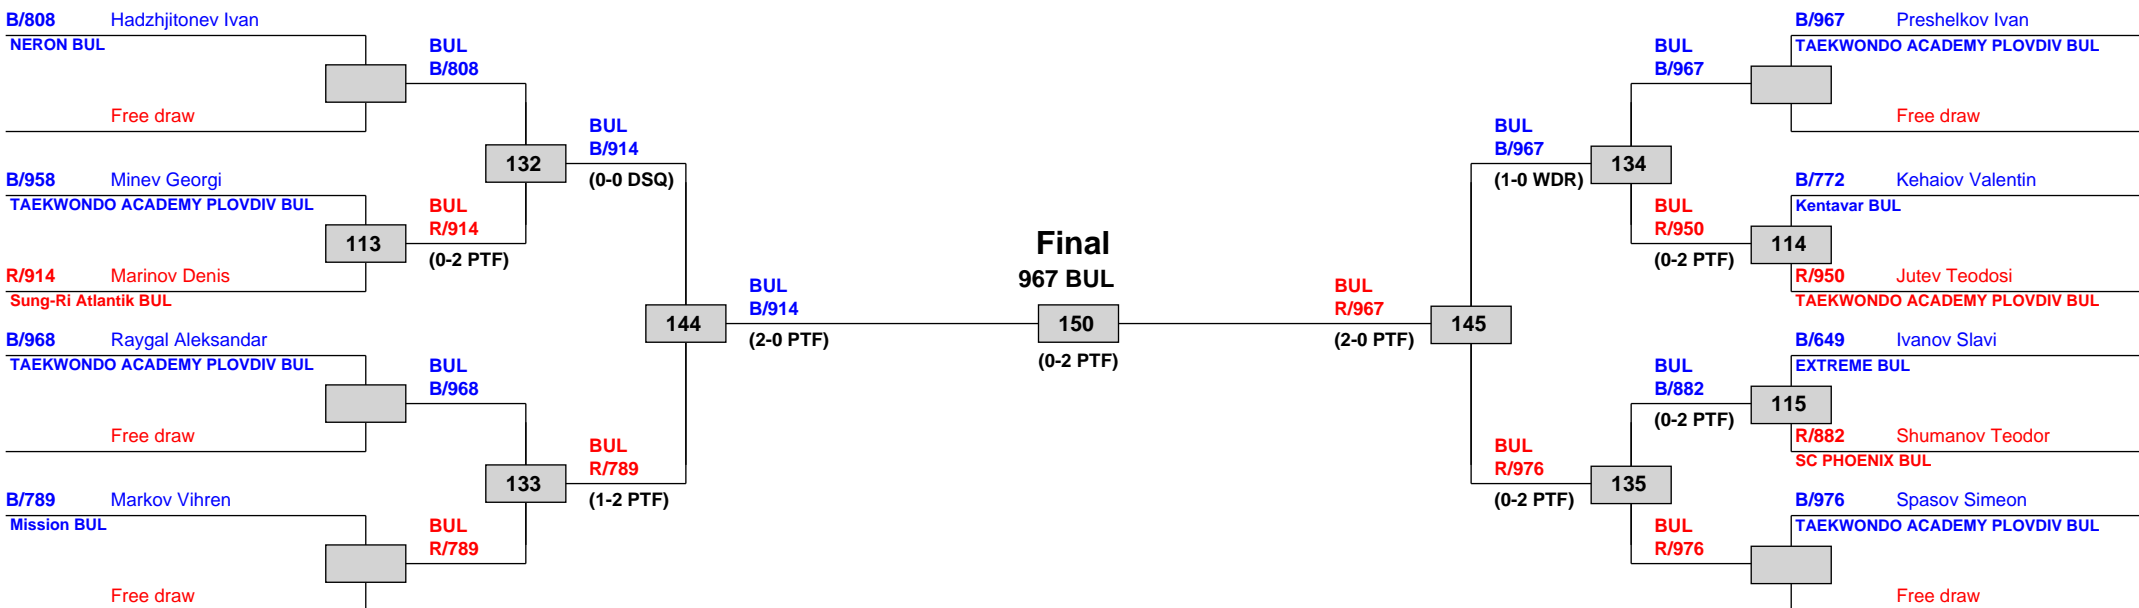 B/808 Hadzhjitonev Ivan
NERON BUL
Free draw
B/958 Minev Georgi
TAEKWONDO ACADEMY PLOVDIV BUL
R/914 Marinov Denis
Sung-Ri Atlantik BUL
B/968 Raygal Aleksandar
TAEKWONDO ACADEMY PLOVDIV BUL
Free draw
B/789 Markov Vihren
Mission BUL
Free draw
113
BUL
B/808
BUL
R/914
(0-2 PTF)
BUL
B/968
BUL
R/789
132
133
BUL
B/914
(0-0 DSQ)
BUL
R/789
(1-2 PTF)
144
BUL
B/914
(2-0 PTF)
Final
967 BUL
150
(0-2 PTF)
BUL
R/967
(2-0 PTF)
145
BUL
B/967
(1-0 WDR)
BUL
R/976
(0-2 PTF)
134
135
BUL
B/967
BUL
R/950
(0-2 PTF)
BUL
B/882
(0-2 PTF)
BUL
R/976
114
115
B/967 Preshelkov Ivan
TAEKWONDO ACADEMY PLOVDIV BUL
Free draw
B/772 Kehaiov Valentin
Kentavar BUL
R/950 Jutev Teodosi
TAEKWONDO ACADEMY PLOVDIV BUL
B/649 Ivanov Slavi
EXTREME BUL
R/882 Shumanov Teodor
SC PHOENIX BUL
B/976 Spasov Simeon
TAEKWONDO ACADEMY PLOVDIV BUL
Free draw